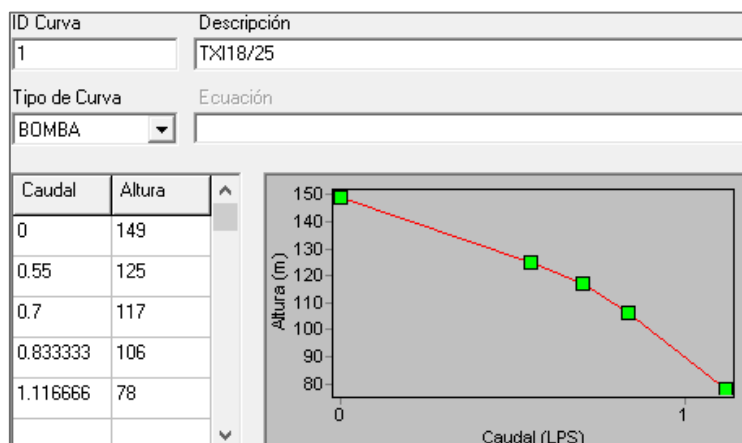 ID Curva Descripción
1 TXI18/25
Tipo de Curva Ecuación
BOMBA
Caudal Altura
0 149
0.55 125
0.7 117
0.833333 106
1.116666 78
150
140
130
120
110
100
90
80
Altura (m)
0 1
Caudal (LPS)